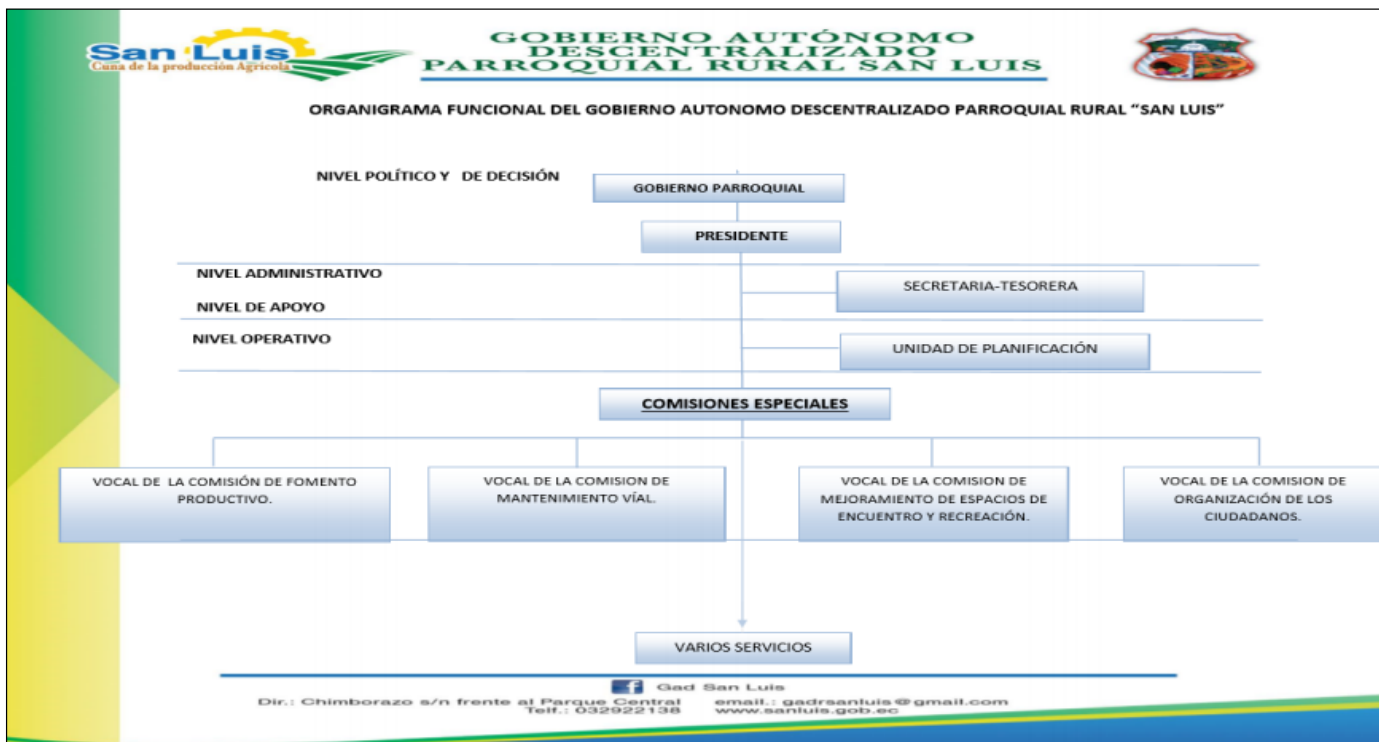 San Luis
Cuna de la producción Agrícola
GOBIERNO AUTÓNOMO
DESCENTRALIZADO
PARROQUIAL RURAL SAN LUIS
ORGANIGRAMA FUNCIONAL DEL GOBIERNO AUTONOMO DESCENTRALIZADO PARROQUIAL RURAL “SAN LUIS”
NIVEL POLÍTICO Y DE DECISIÓN
GOBIERNO PARROQUIAL
PRESIDENTE
NIVEL ADMINISTRATIVO
SECRETARIA-TESORERA
NIVEL DE APOYO
NIVEL OPERATIVO
UNIDAD DE PLANIFICACIÓN
COMISIONES ESPECIALES
VOCAL DE LA COMISIÓN DE FOMENTO
PRODUCTIVO.
VOCAL DE LA COMISION DE
MANTENIMIENTO VÍAL.
VOCAL DE LA COMISION DE
MEJORAMIENTO DE ESPACIOS DE
ENCUENTRO Y RECREACIÓN.
VOCAL DE LA COMISION DE
ORGANIZACIÓN DE LOS
CIUDADANOS.
VARIOS SERVICIOS
f Gad San Luis
Dir.: Chimborazo s/n frente al Parque Central email.: gadrsanluis@gmail.com
Telf.: 032922138 www.sanluis.gob.ec